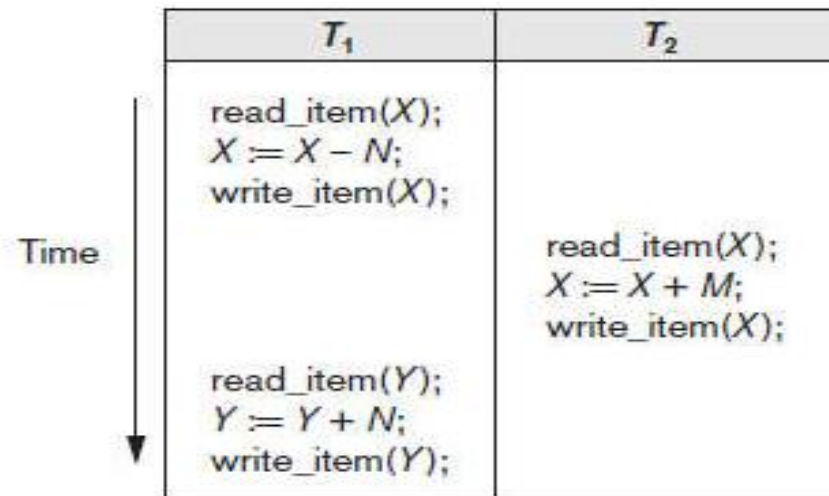 T₁ T₂
read_item(X);
X := X – N;
write_item(X);
Time
read_item(X);
X := X + M;
write_item(X);
read_item(Y);
Y := Y + N;
write_item(Y);